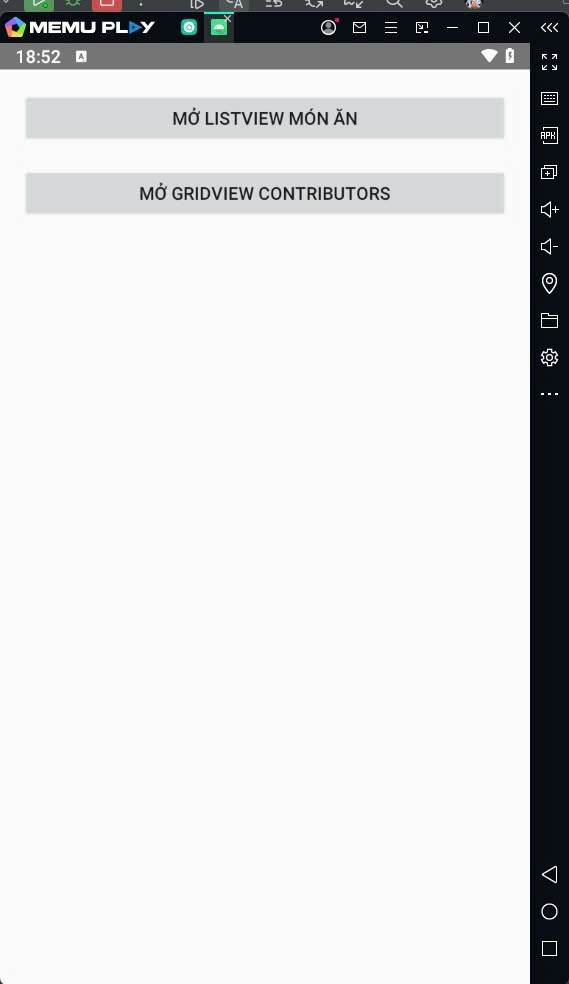 MEMU PLAY
18:52
A
MỞ LISTVIEW MÓN ĂN
MỞ GRIDVIEW CONTRIBUTORS
APK